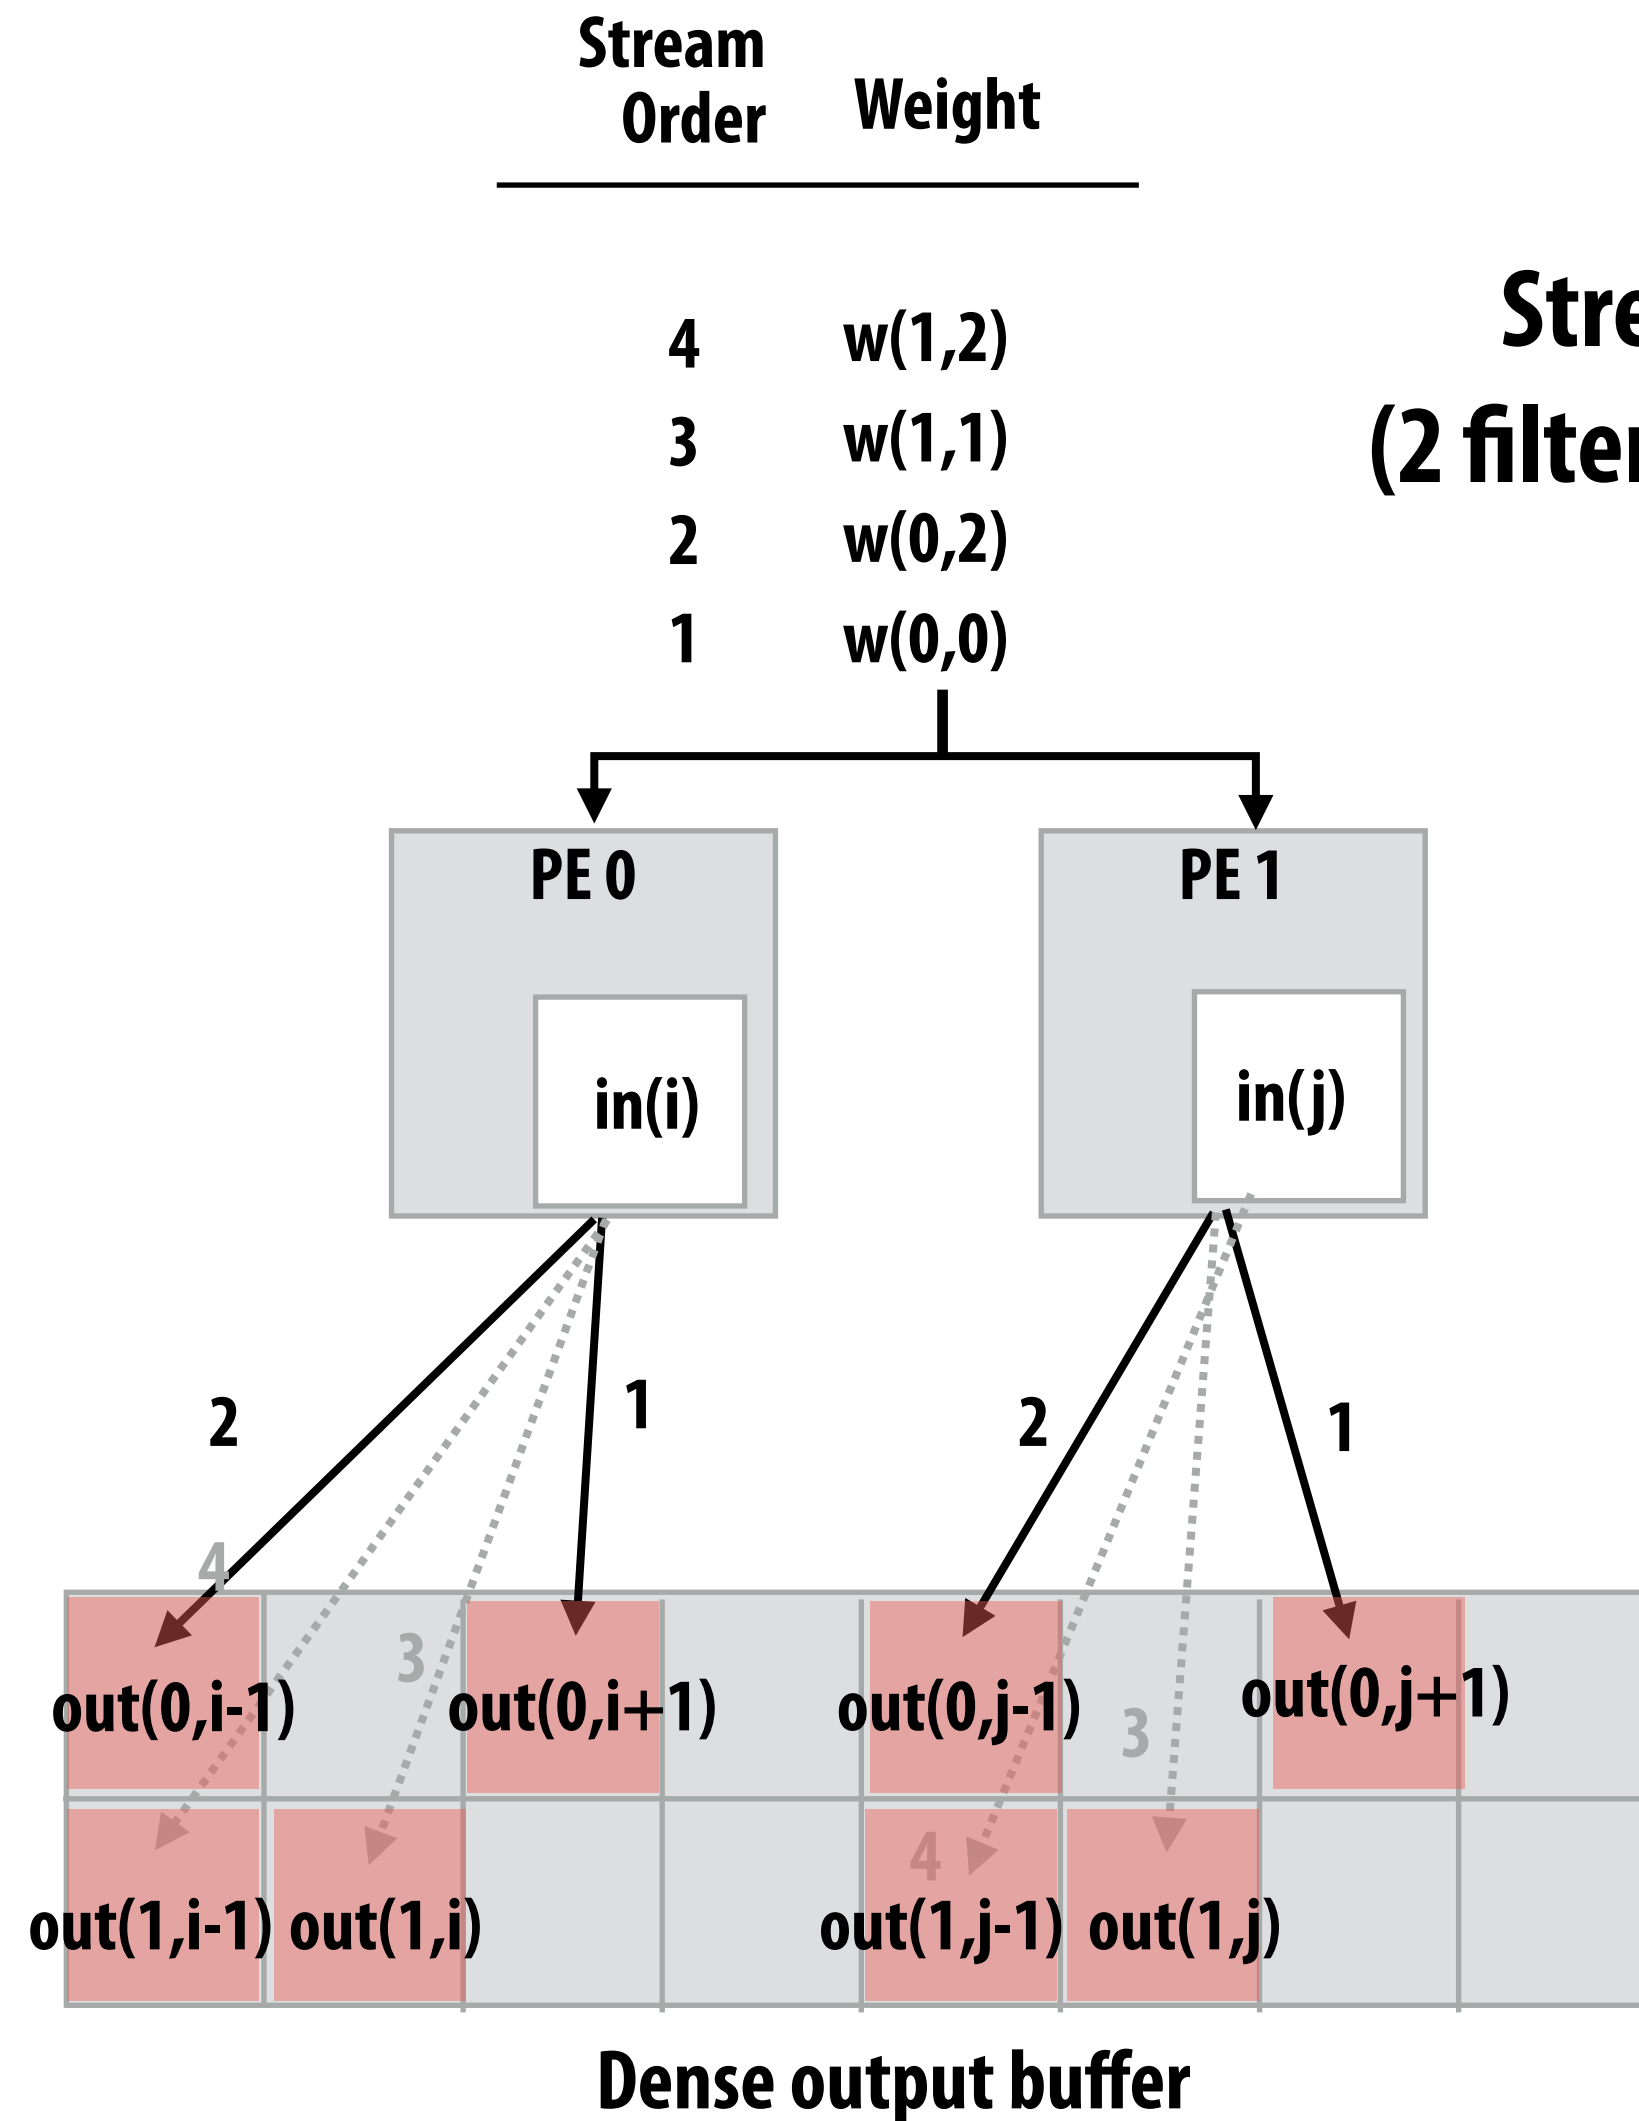 Stream
Order Weight
4 w(1,2)
3 w(1,1)
2 w(0,2)
1 w(0,0)
(2
PE 0 PE 1
in(i) in(j)
2 1 2 1
4
3
3
out(0,i-1) out(0,i+1) out(0,j-1) out(0,j+1)
4
out(1,i-1) out(1,i) out(1,j-1) out(1,j)
Dense output buffer